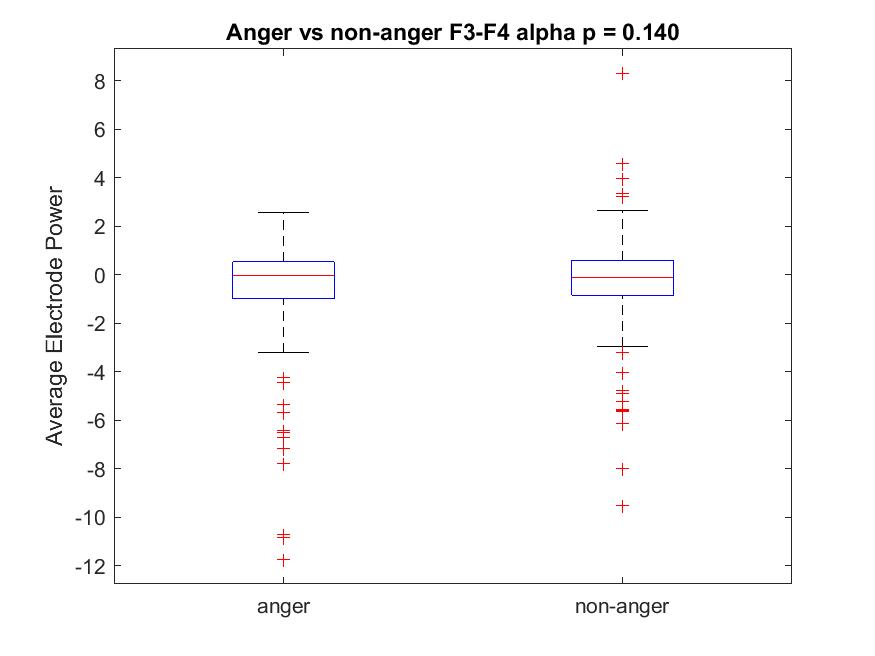 Anger vs non-anger F3-F4 alpha p = 0.140
Average Electrode Power
8
6
4
2
0
-2
-4
-6
-8
-10
-12
anger
non-anger